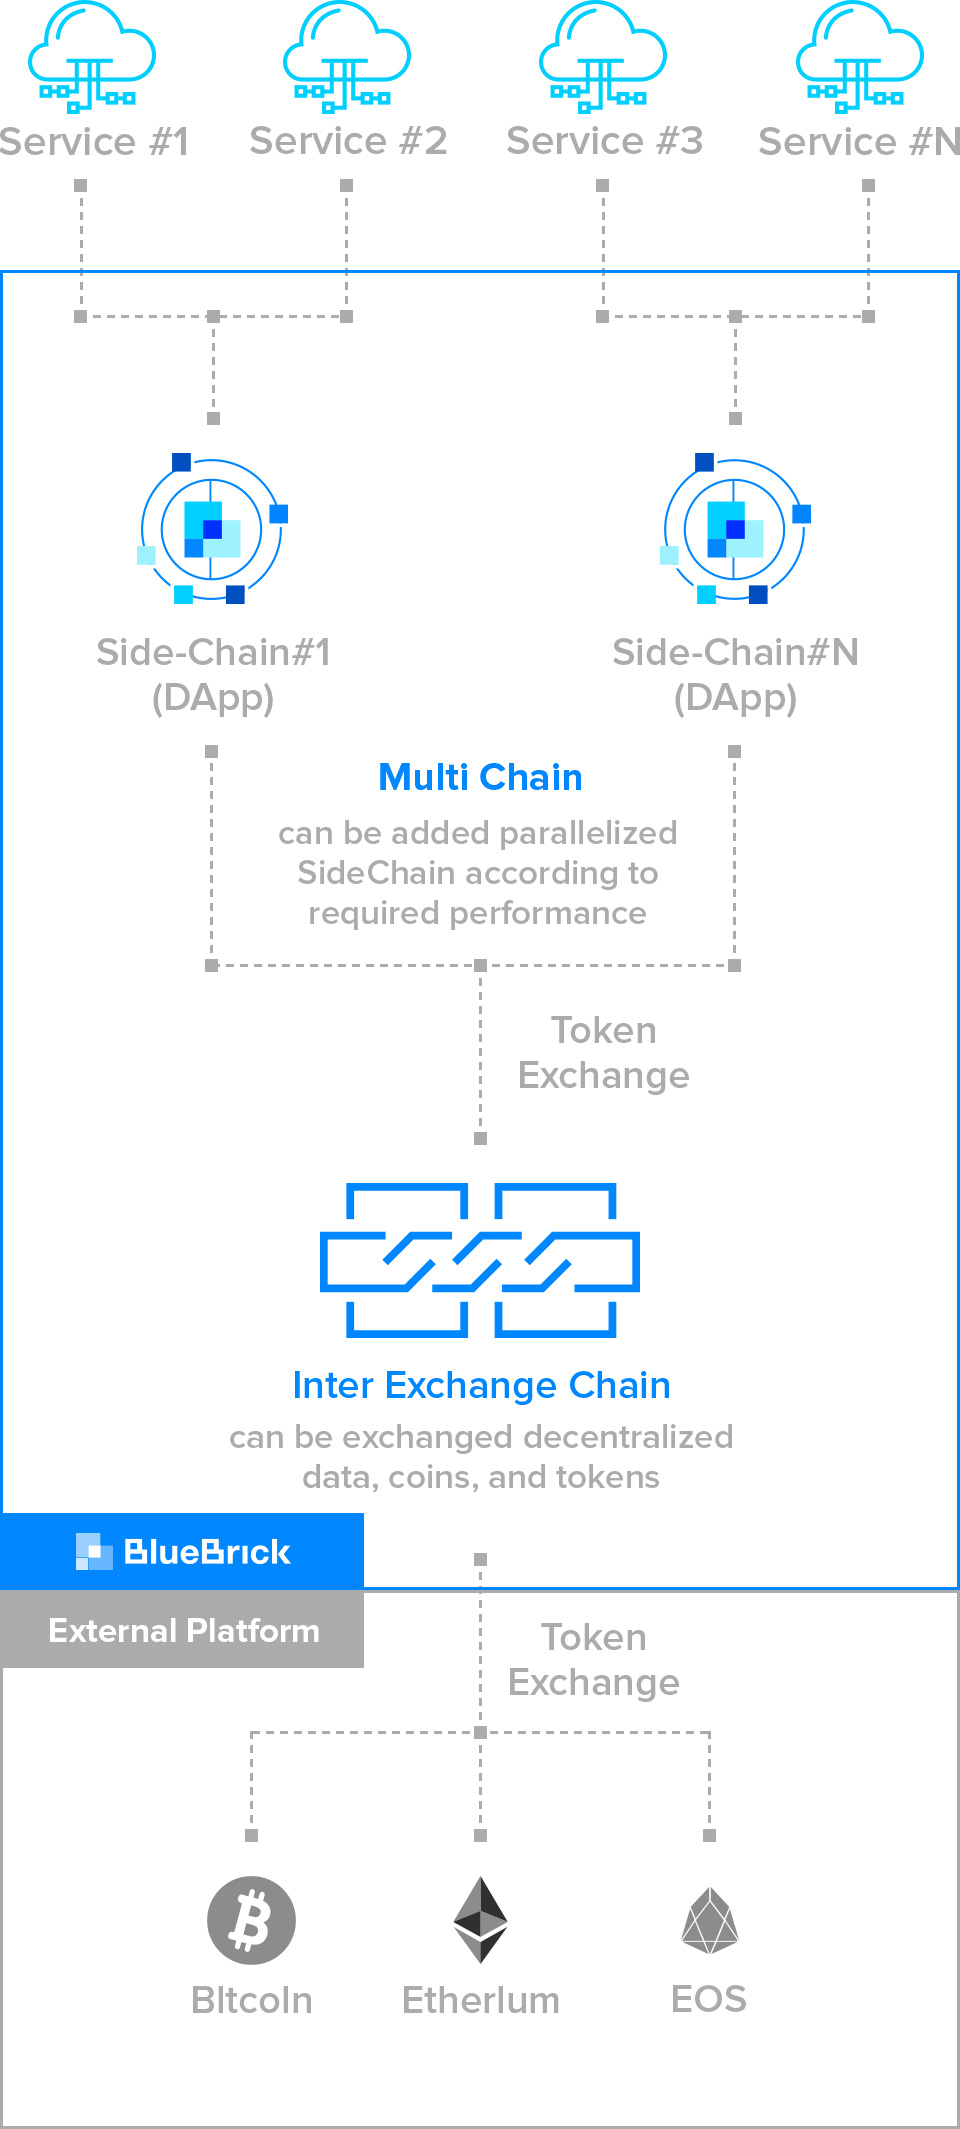 Service #1
Service #2
Service #3
Service #N
Side-Chain#1
(DApp)
Side-Chain#N
(DApp)
Multi Chain
can be added parallelized
SideChain according to
required performance
Token
Exchange
Inter Exchange Chain
can be exchanged decentralized
data, coins, and tokens
BlueBrick
External Platform
Token
Exchange
BItcoIn
EtherIum
EOS